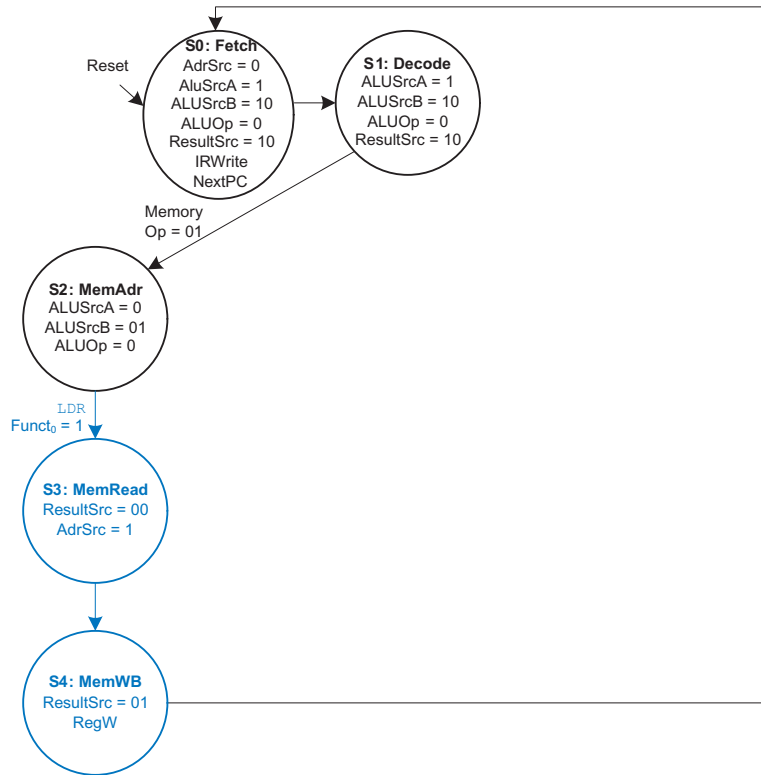 Reset
S0: Fetch
AdrSrc = 0
AluSrcA = 1
ALUSrcB = 10
ALUOp = 0
ResultSrc = 10
IRWrite
NextPC
S1: Decode
ALUSrcA = 1
ALUSrcB = 10
ALUOp = 0
ResultSrc = 10
Memory
Op = 01
S2: MemAdr
ALUSrcA = 0
ALUSrcB = 01
ALUOp = 0
LDR
Funct₀ = 1
S3: MemRead
ResultSrc = 00
AdrSrc = 1
S4: MemWB
ResultSrc = 01
RegW